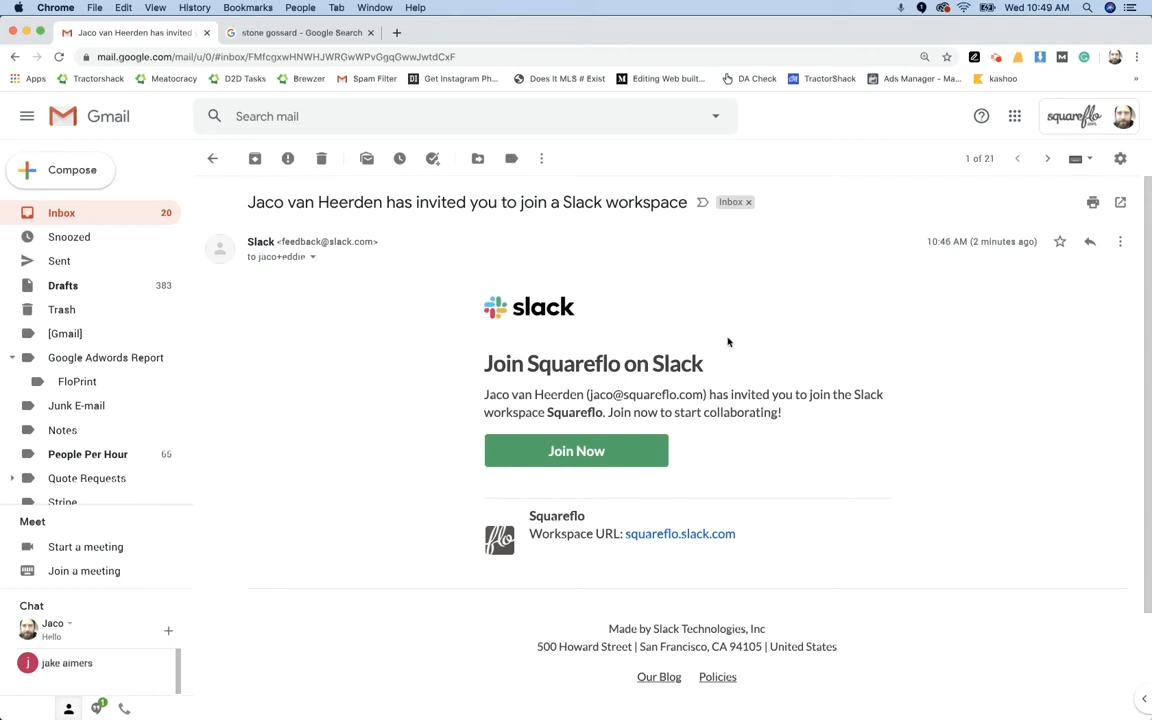 Chrome File Edit View History Bookmarks People Tab Window Help Wed 10:49 AM
Jaco van Heerden has invited y stone gossard - Google Search
mail.google.com/mail/u/0/#inbox/FMfcgxwHNWHJWRGwWPvGqqGwwJwtdCxF
Apps Tractorshack Meatocracy D2D Tasks Brewzer Spam Filter Get Instagram Ph... Does It MLS # Exist Editing Web built... DA Check TractorShack Ads Manager - Ma... kashoo »
Gmail Search mail squareflo
Compose 1 of 21
Jaco van Heerden has invited you to join a Slack workspace Inbox
Inbox 20
Snoozed
Sent
Drafts 383
Trash
[Gmail]
Google Adwords Report
FloPrint
Junk E-mail
Notes
People Per Hour 65
Quote Requests
Stripe
Meet
Start a meeting
Join a meeting
Chat
Jaco
Hello
j jake aimers
1
Slack <feedback@slack.com> 10:46 AM (2 minutes ago)
to jaco+eddie
slack
Join Squareflo on Slack
Jaco van Heerden (jaco@squareflo.com) has invited you to join the Slack
workspace Squareflo. Join now to start collaborating!
Join Now
flo
Squareflo
Workspace URL: squareflo.slack.com
Made by Slack Technologies, Inc
500 Howard Street | San Francisco, CA 94105 | United States
Our Blog Policies